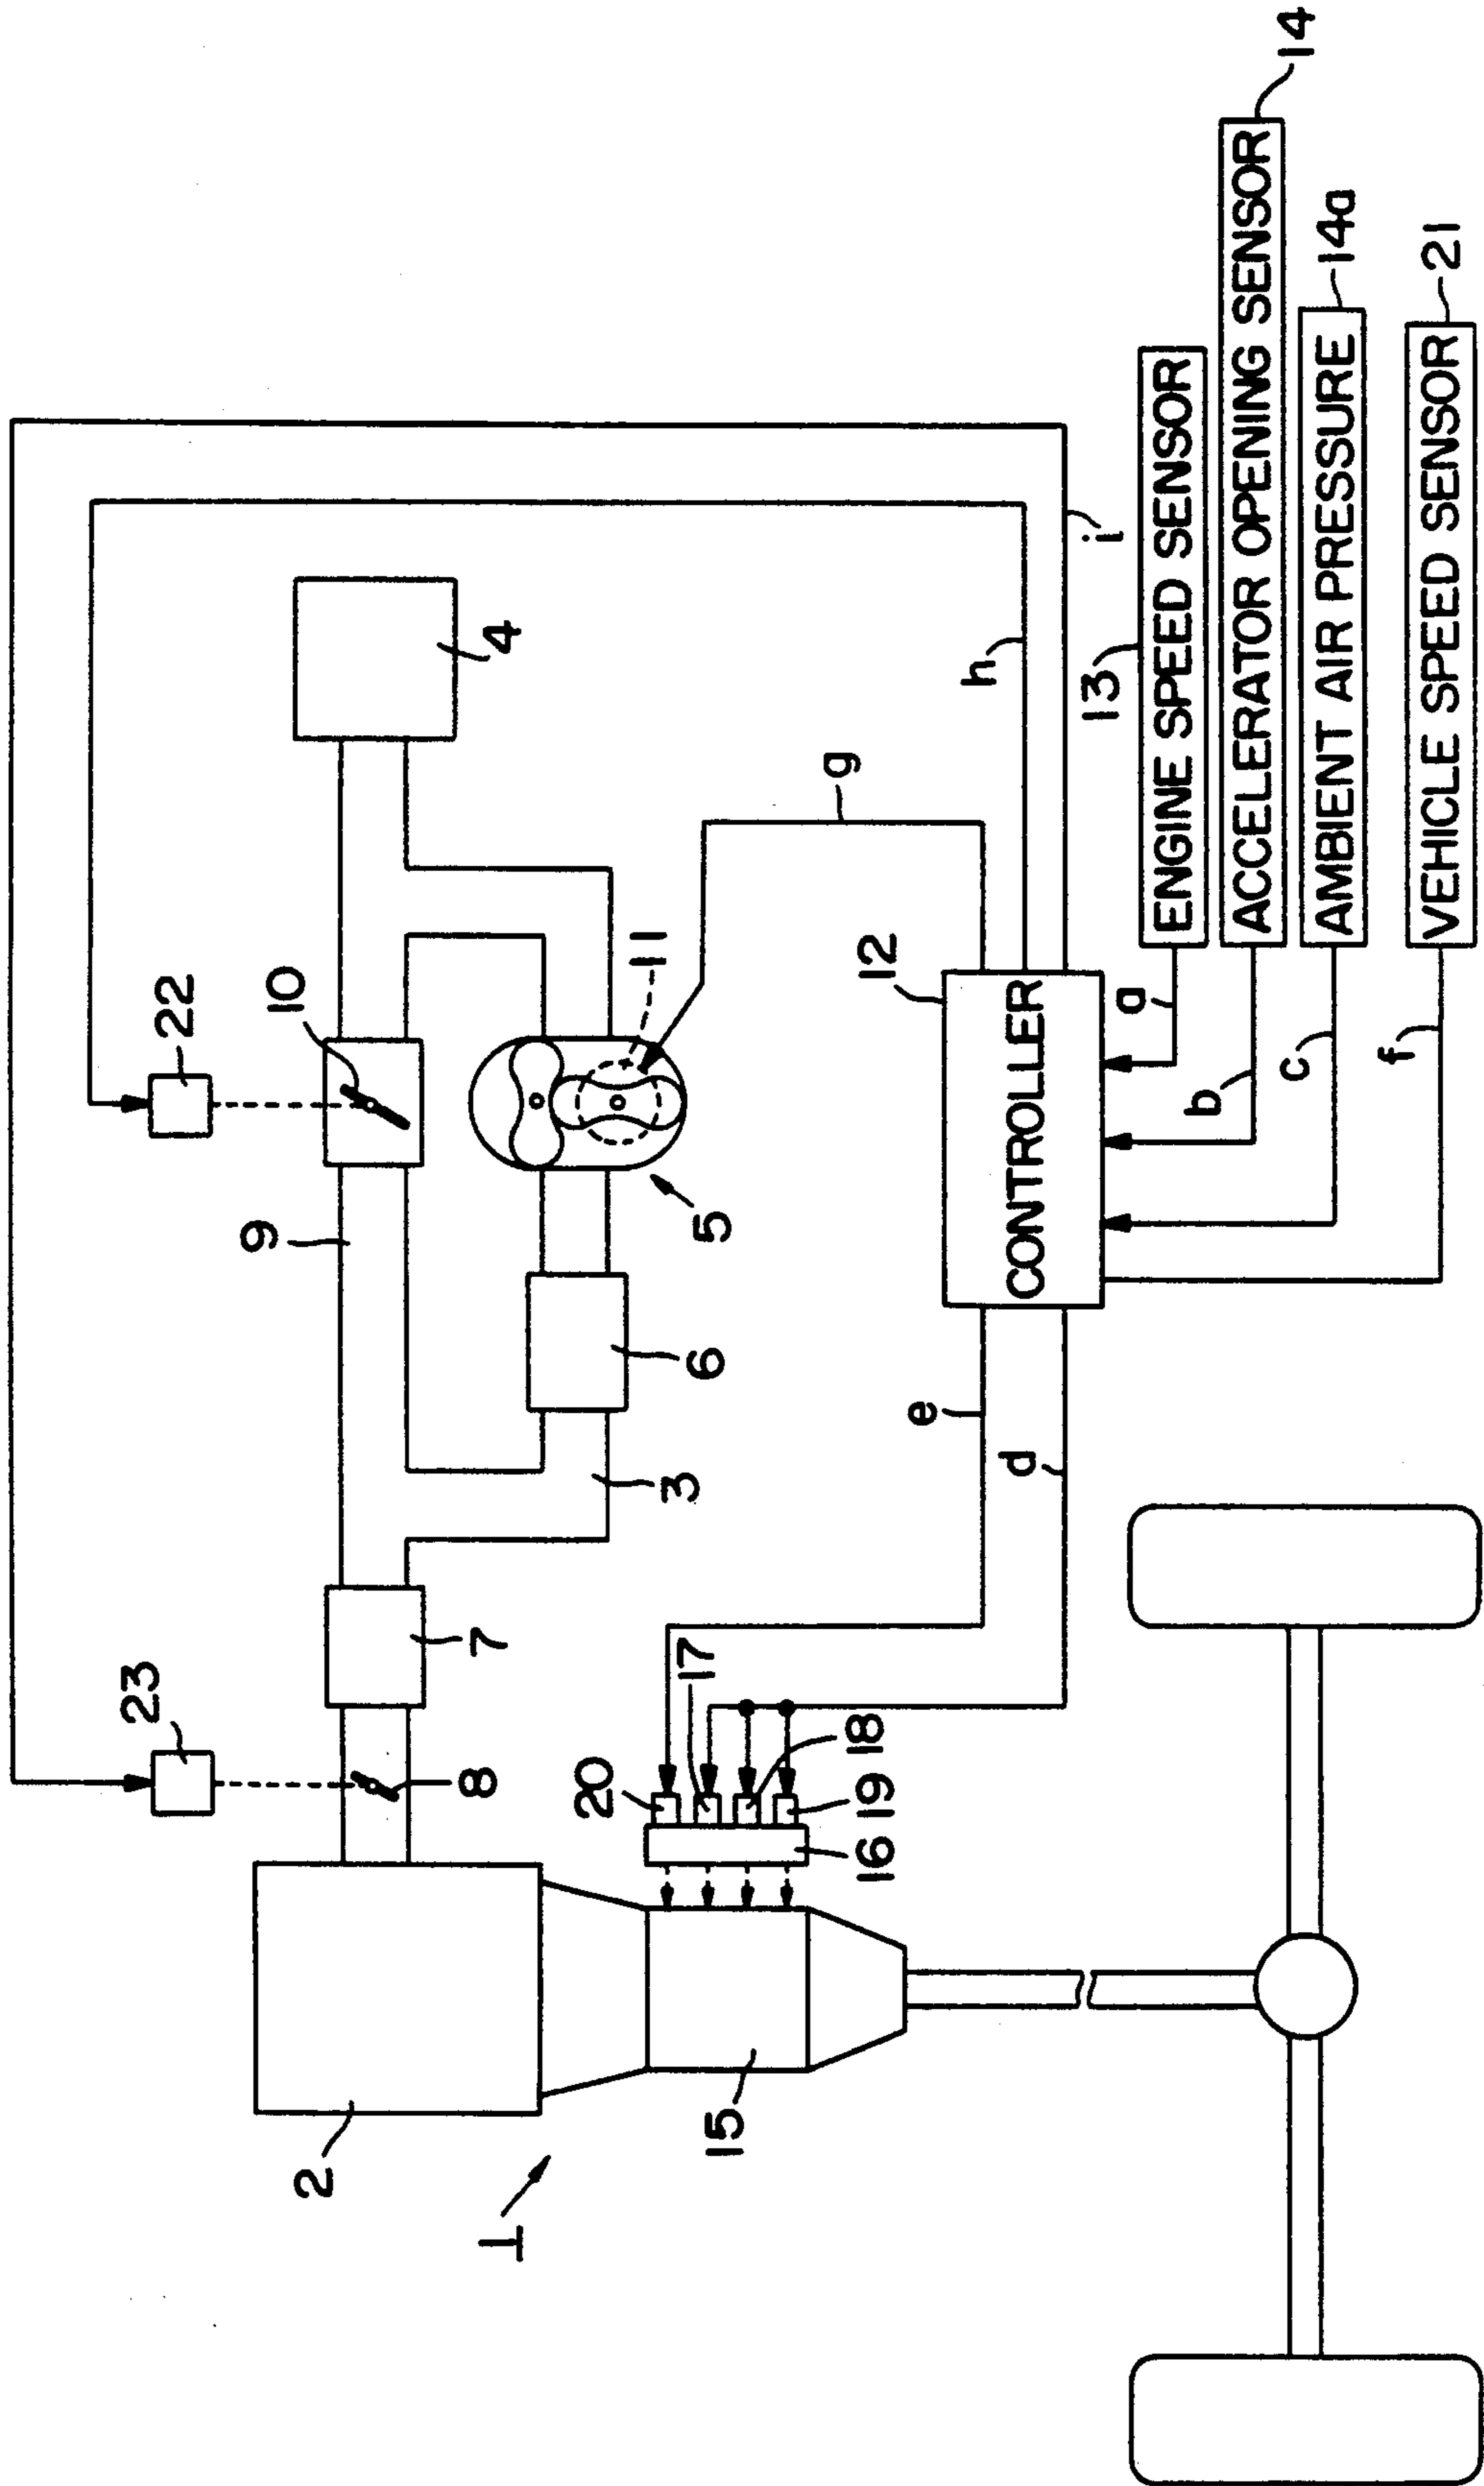 23
22
10
9
4
7
8
3
6
5
11
g
h
i
2
1
15
20
17
18
19
16
e
d
12
CONTROLLER
a
b
c
f
13
ENGINE SPEED SENSOR
ACCELERATOR OPENING SENSOR
14
AMBIENT AIR PRESSURE
14a
VEHICLE SPEED SENSOR
21